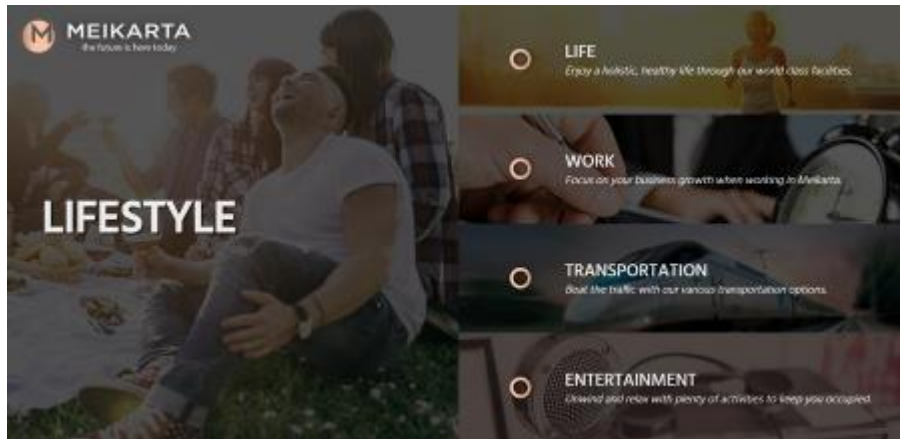 MEIKARTA
the future is here today
LIFESTYLE
LIFE
Enjoy a holistic, healthy life through our world class facilities.
WORK
Focus on your business growth when working in Meikarta.
TRANSPORTATION
Beat the traffic with our various transportation options.
ENTERTAINMENT
Unwind and relax with plenty of activities to keep you occupied.